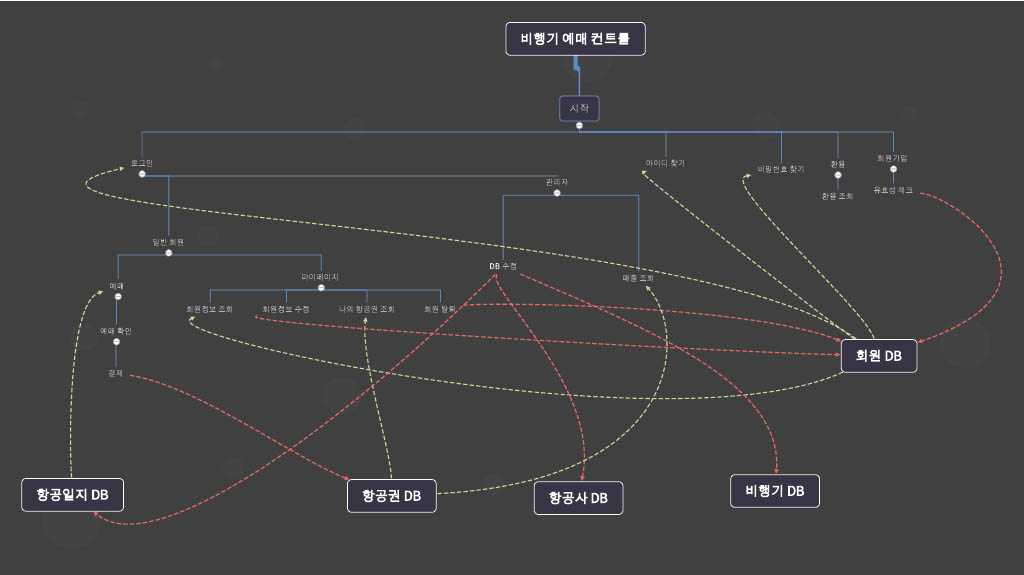 비행기 예매 컨트롤
시작
로그인
아이디 찾기
비밀번호 찾기
환율
회원가입
관리자
환율 조회
유효성 체크
일반 회원
마이페이지
DB 수정
매출 조회
예매
회원정보 조회
회원정보 수정
나의 항공권 조회
회원 탈퇴
예매 확인
결제
회원 DB
항공일지 DB
항공권 DB
항공사 DB
비행기 DB